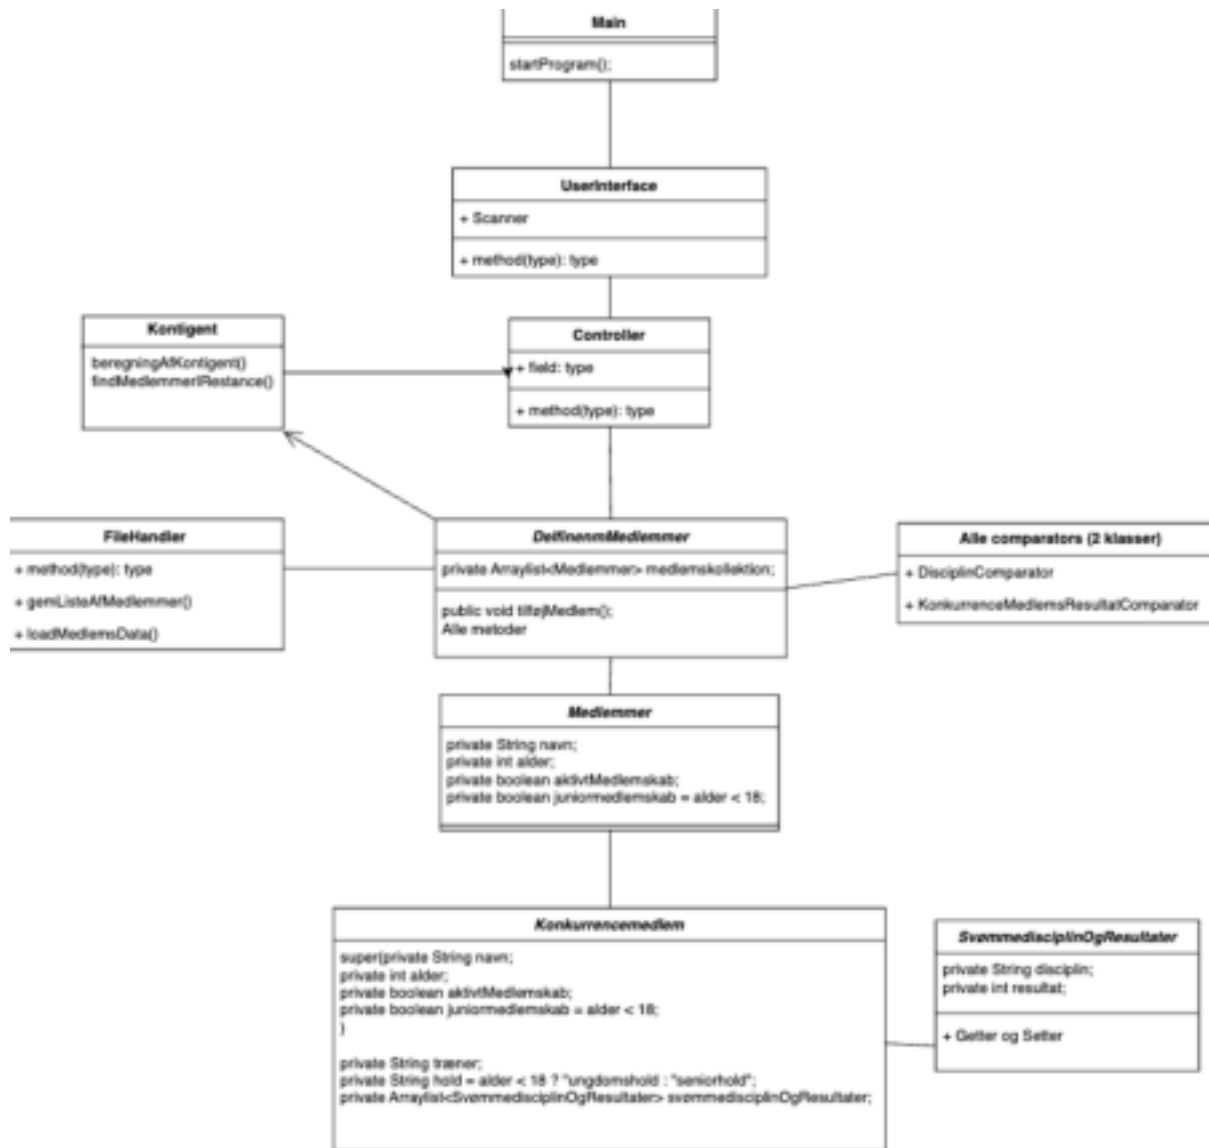 Main
startProgram();
UserInterface
+ Scanner
+ method(type): type
Kontigent
beregningAfKontigent()
findMedlemmerIRestance()
Controller
+ field: type
+ method(type): type
FileHandler
+ method(type): type
+ gemListeAfMedlemmer()
+ loadMedlemsData()
DelfinenmMedlemmer
private Arraylist<Medlemmer> medlemskollektion;
public void tilføjMedlem();
Alle metoder
Alle comparators (2 klasser)
+ DisciplinComparator
+ KonkurrenceMedlemsResultatComparator
Medlemmer
private String navn;
private int alder;
private boolean aktivtMedlemskab;
private boolean juniormedlemskab = alder < 18;
Konkurrencemedlem
super(private String navn;
private int alder;
private boolean aktivtMedlemskab;
private boolean juniormedlemskab = alder < 18;
)
private String træner;
private String hold = alder < 18 ? "ungdomshold : "seniorhold";
private Arraylist<SvømmedisciplinOgResultater> svømmedisciplinOgResultater;
SvømmedisciplinOgResultater
private String disciplin;
private int resultat;
+ Getter og Setter